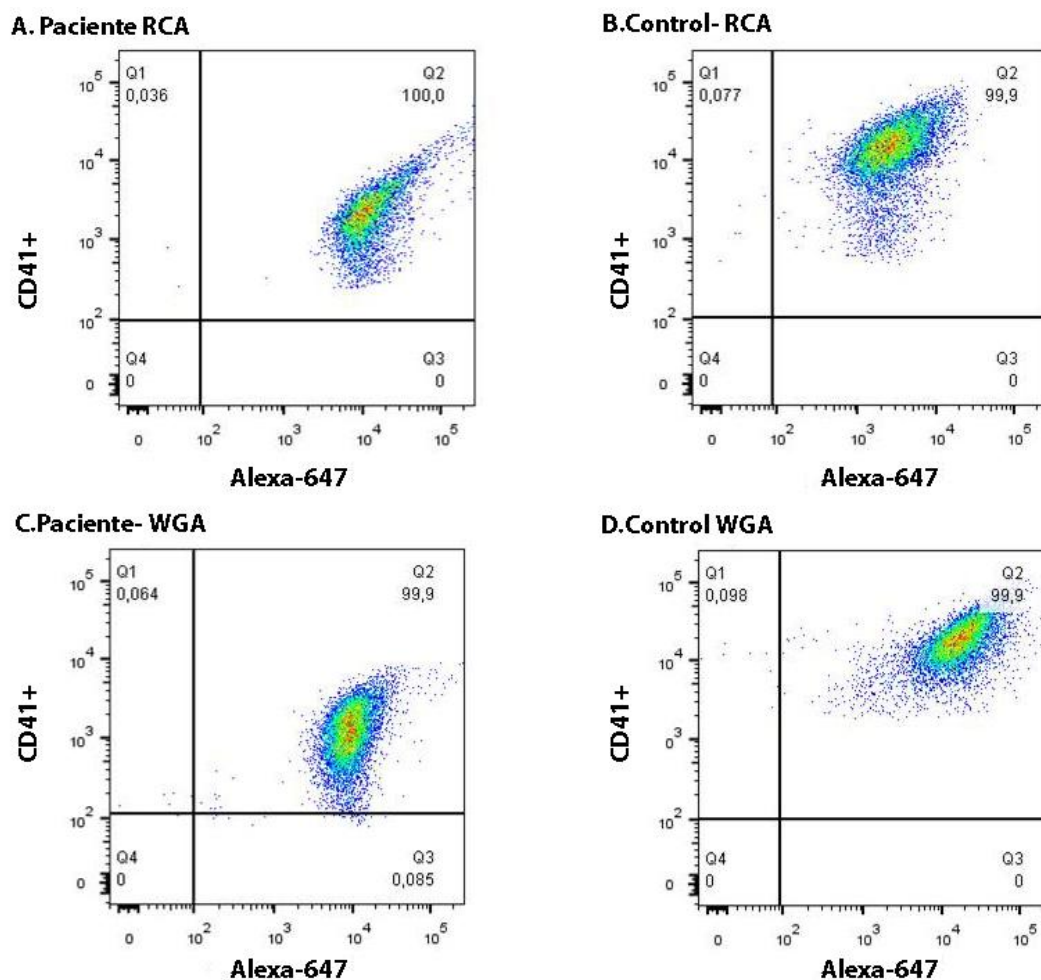 A. Paciente RCA
Q1
0,036
Q2
100,0
10^5
10^4
10^3
10^2
0
Q4
0
Q3
0
0 10^2 10^3 10^4 10^5
CD41+
Alexa-647
B.Control- RCA
Q1
0,077
Q2
99,9
10^5
10^4
10^3
10^2
0
Q4
0
Q3
0
0 10^2 10^3 10^4 10^5
CD41+
Alexa-647
C.Paciente- WGA
Q1
0,064
Q2
99,9
10^5
10^4
10^3
10^2
0
Q4
0
Q3
0,085
0 10^2 10^3 10^4 10^5
CD41+
Alexa-647
D.Control WGA
Q1
0,098
Q2
99,9
10^5
10^4
0^3
10^2
0
Q4
0
Q3
0
0 10^2 10^3 10^4 10^5
CD41+
Alexa-647